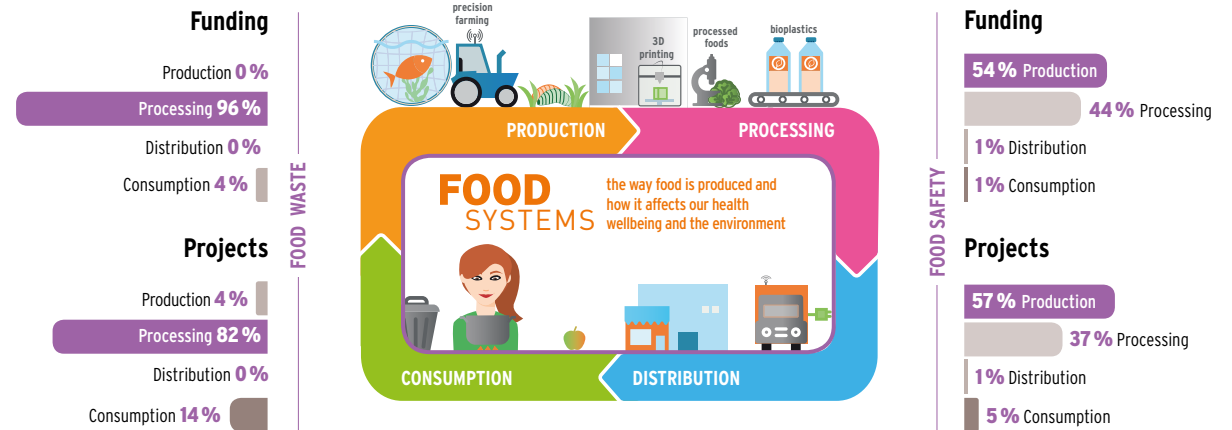 Funding
Production 0 %
Processing 96 %
Distribution 0 %
Consumption 4 %
Projects
Production 4 %
Processing 82 %
Distribution 0 %
Consumption 14 %
FOOD WASTE
precision
farming
3D
printing
processed
foods
bioplastics
PRODUCTION
PROCESSING
FOOD
SYSTEMS
the way food is produced and
how it affects our health
wellbeing and the environment
CONSUMPTION
DISTRIBUTION
FOOD SAFETY
Funding
54 % Production
44 % Processing
1 % Distribution
1 % Consumption
Projects
57 % Production
37 % Processing
1 % Distribution
5 % Consumption